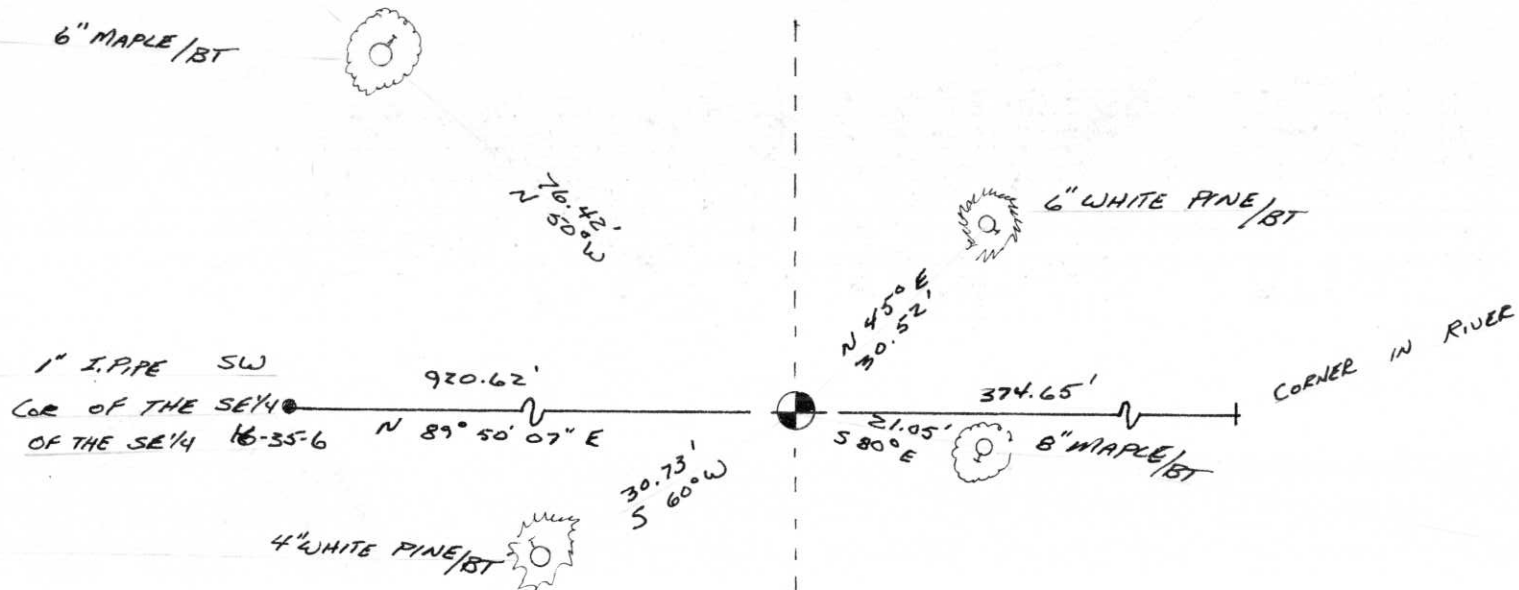 6" MAPLE/BT
76.42'
N 50° W
6" WHITE PINE/BT
N 45° E
30.52'
CORNER IN RIVER
1" I.PIPE SW
COR OF THE SE1/4
OF THE SE1/4 16-35-6
920.62'
N 89° 50' 07" E
374.65'
21.05'
S 80° E
8" MAPLE/BT
30.73'
S 60° W
4" WHITE PINE/BT